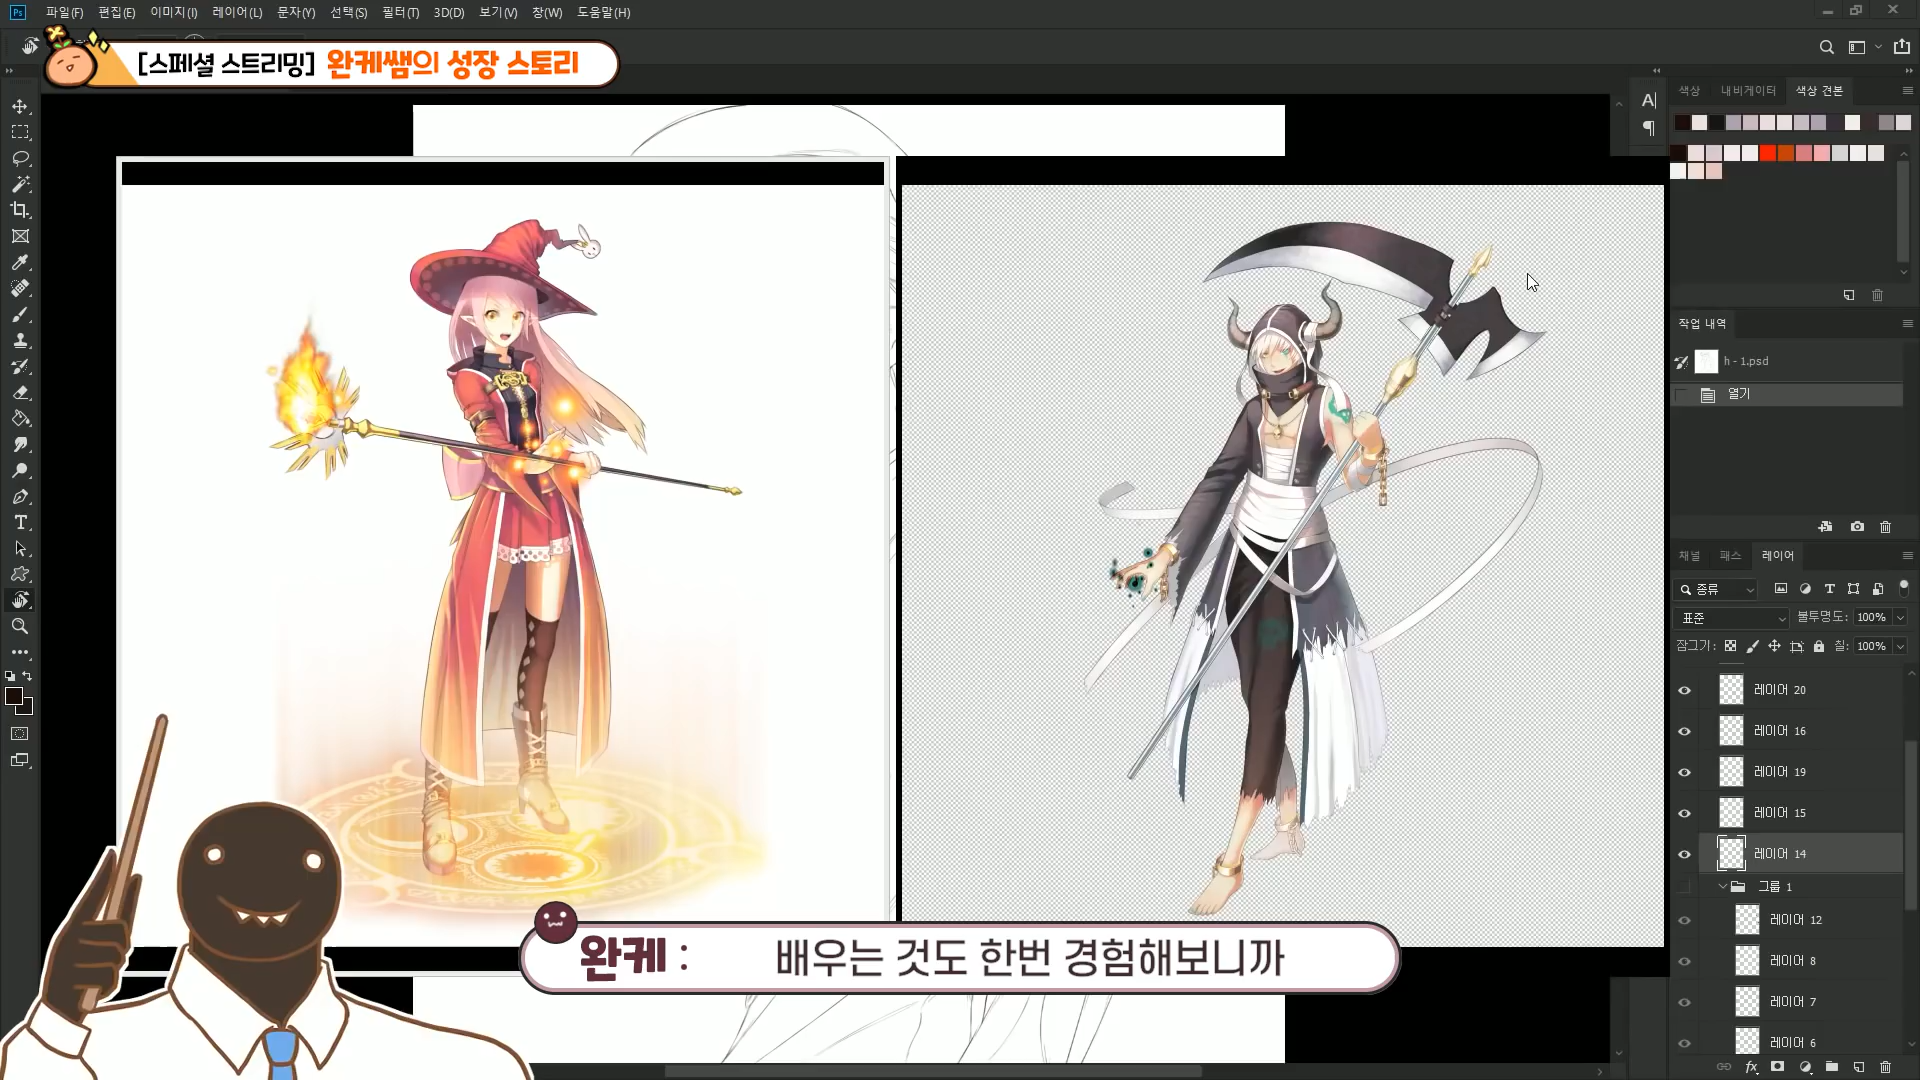 Ps 파일(F) 편집(E) 이미지(I) 레이어(L) 문자(Y) 선택(S) 필터(T) 3D(D) 보기(V) 창(W) 도움말(H)
[스페셜 스트리밍] 완케쌤의 성장 스토리
색상 내비게이터 색상 견본
작업 내역
h - 1.psd
열기
채널 패스 레이어
종류
표준 불투명도: 100%
잠그기: 칠: 100%
레이어 20
레이어 16
레이어 19
레이어 15
레이어 14
그룹 1
레이어 12
레이어 8
레이어 7
레이어 6
완케 : 배우는 것도 한번 경험해보니까